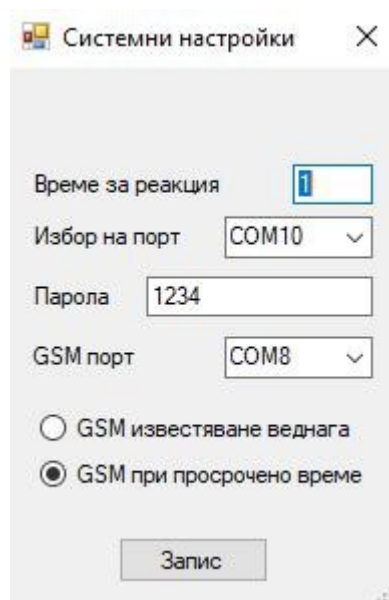 Системни настройки
Време за реакция 1
Избор на порт COM10
Парола 1234
GSM порт COM8
GSM известяване веднага
GSM при просрочено време
Запис